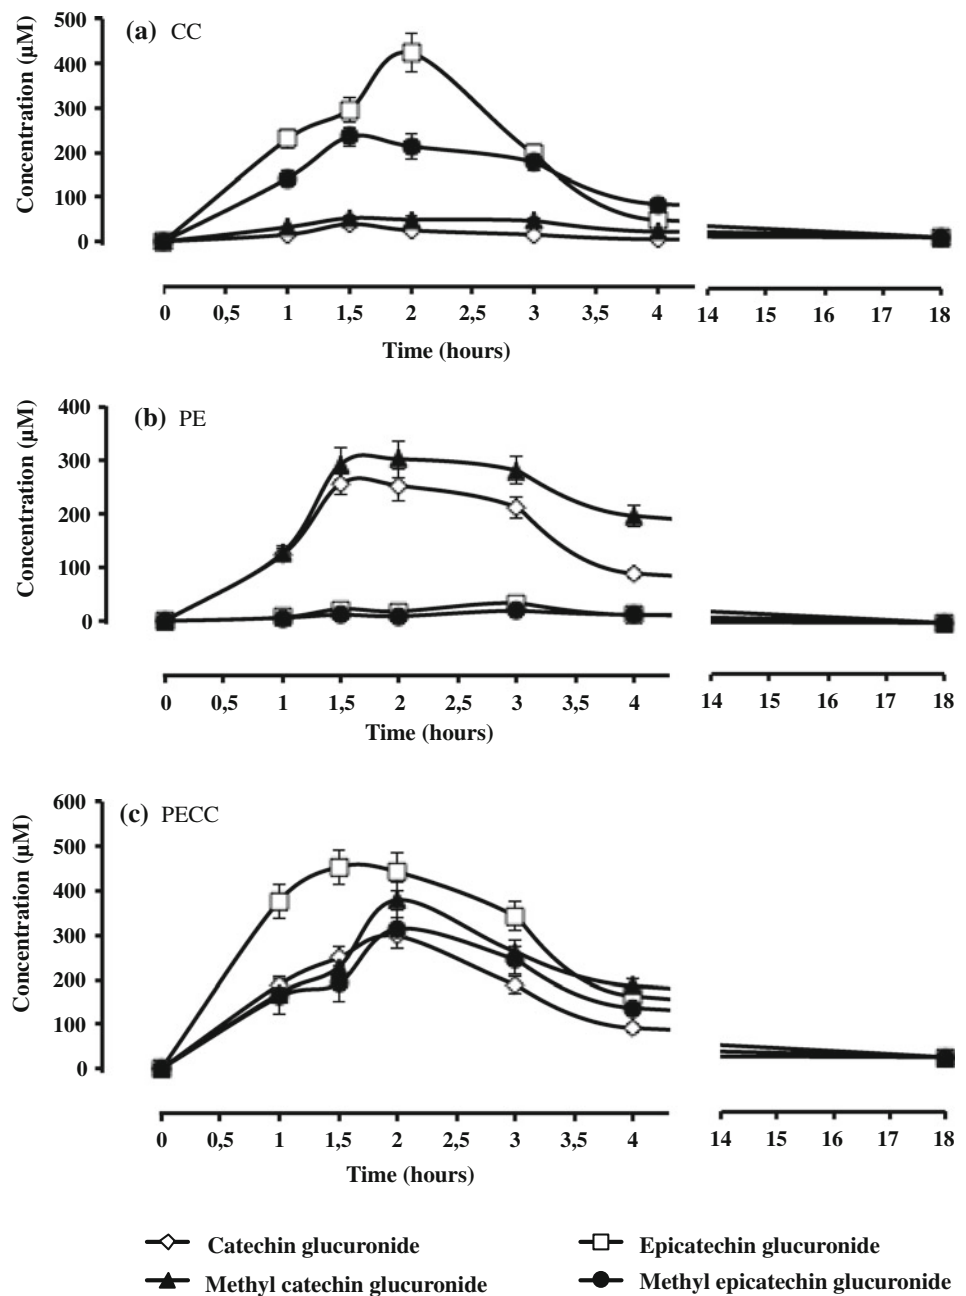 (a) CC
Concentration (µM)
500
400
300
200
100
0
0 0,5 1 1,5 2 2,5 3 3,5 4 14 15 16 17 18
Time (hours)
(b) PE
Concentration (µM)
400
300
200
100
0
0 0,5 1 1,5 2 2,5 3 3,5 4 14 15 16 17 18
Time (hours)
(c) PECC
Concentration (µM)
600
500
400
300
200
100
0
0 0,5 1 1,5 2 2,5 3 3,5 4 14 15 16 17 18
Time (hours)
Catechin glucuronide Epicatechin glucuronide
Methyl catechin glucuronide Methyl epicatechin glucuronide